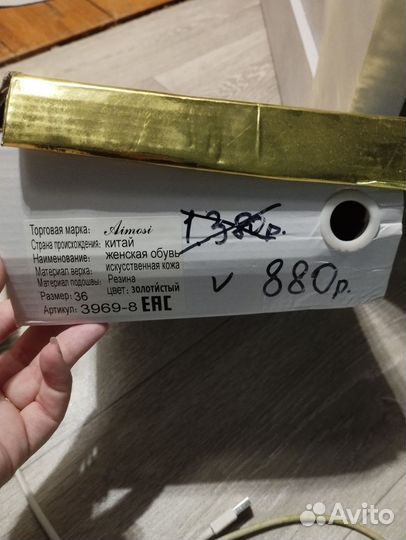 Торговая марка: Aimosi
Страна происхождения: китай
Наименование: женская обувь
Материал верха: искусственная кожа
Материал подошвы: Резина
Размер: 36 цвет: золотистый
Артикул: 3969-8 EAC
1380р.
v 880р.
Avito